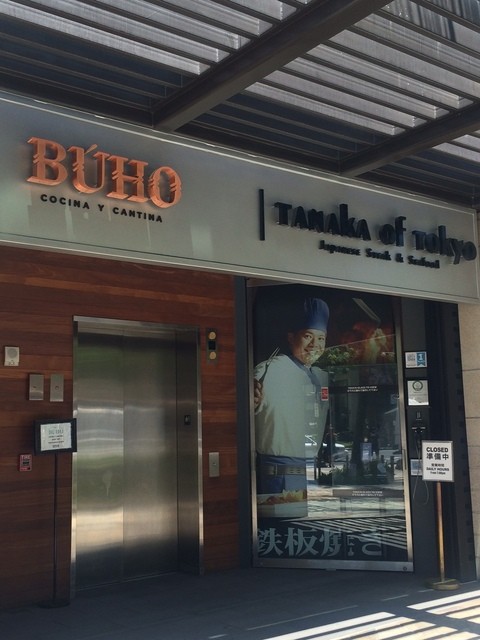 BÚHO
COCINA Y CANTINA
TANAKA of TOKYO
Japanese Steak & Seafood
CLOSED
準備中
鉄板焼き